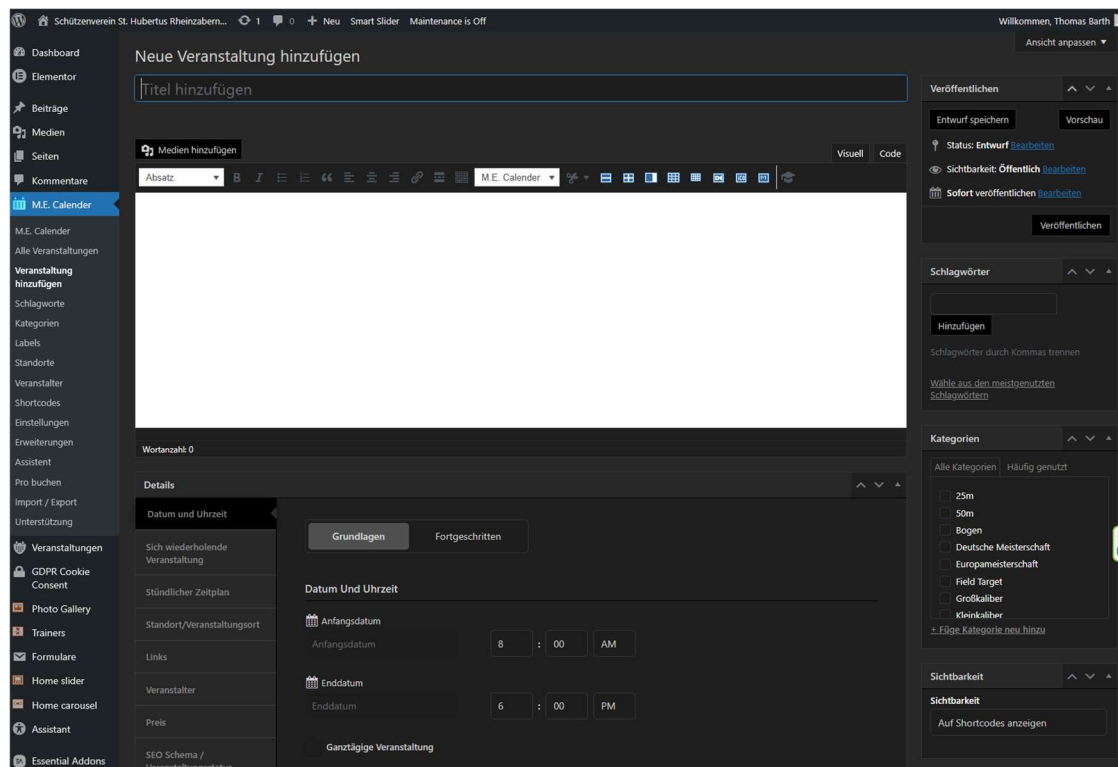 Schützenverein St. Hubertus Rheinzabern...
1
0
Neu
Smart Slider
Maintenance is Off
Willkommen, Thomas Barth
Ansicht anpassen
Dashboard
Elementor
Beiträge
Medien
Seiten
Kommentare
M.E. Calender
M.E. Calender
Alle Veranstaltungen
Veranstaltung
hinzufügen
Schlagworte
Kategorien
Labels
Standorte
Veranstalter
Shortcodes
Einstellungen
Erweiterungen
Assistent
Pro buchen
Import / Export
Unterstützung
Veranstaltungen
GDPR Cookie
Consent
Photo Gallery
Trainers
Formulare
Home slider
Home carousel
Assistant
Essential Addons
Neue Veranstaltung hinzufügen
Titel hinzufügen
Medien hinzufügen
Visuell
Code
Absatz
B
I
M.E. Calender
Wortanzahl: 0
Details
Datum und Uhrzeit
Sich wiederholende
Veranstaltung
Stündlicher Zeitplan
Standort/Veranstaltungsort
Links
Veranstalter
Preis
SEO Schema /
Veranstaltungsstatus
Grundlagen
Fortgeschritten
Datum Und Uhrzeit
Anfangsdatum
Anfangsdatum
8 : 00 AM
Enddatum
Enddatum
6 : 00 PM
Ganztägige Veranstaltung
Veröffentlichen
Entwurf speichern
Vorschau
Status: Entwurf Bearbeiten
Sichtbarkeit: Öffentlich Bearbeiten
Sofort veröffentlichen Bearbeiten
Veröffentlichen
Schlagwörter
Hinzufügen
Schlagwörter durch Kommas trennen
Wähle aus den meistgenutzten
Schlagwörtern
Kategorien
Alle Kategorien
Häufig genutzt
25m
50m
Bogen
Deutsche Meisterschaft
Europameisterschaft
Field Target
Großkaliber
Kleinkaliber
+ Füge Kategorie neu hinzu
Sichtbarkeit
Sichtbarkeit
Auf Shortcodes anzeigen